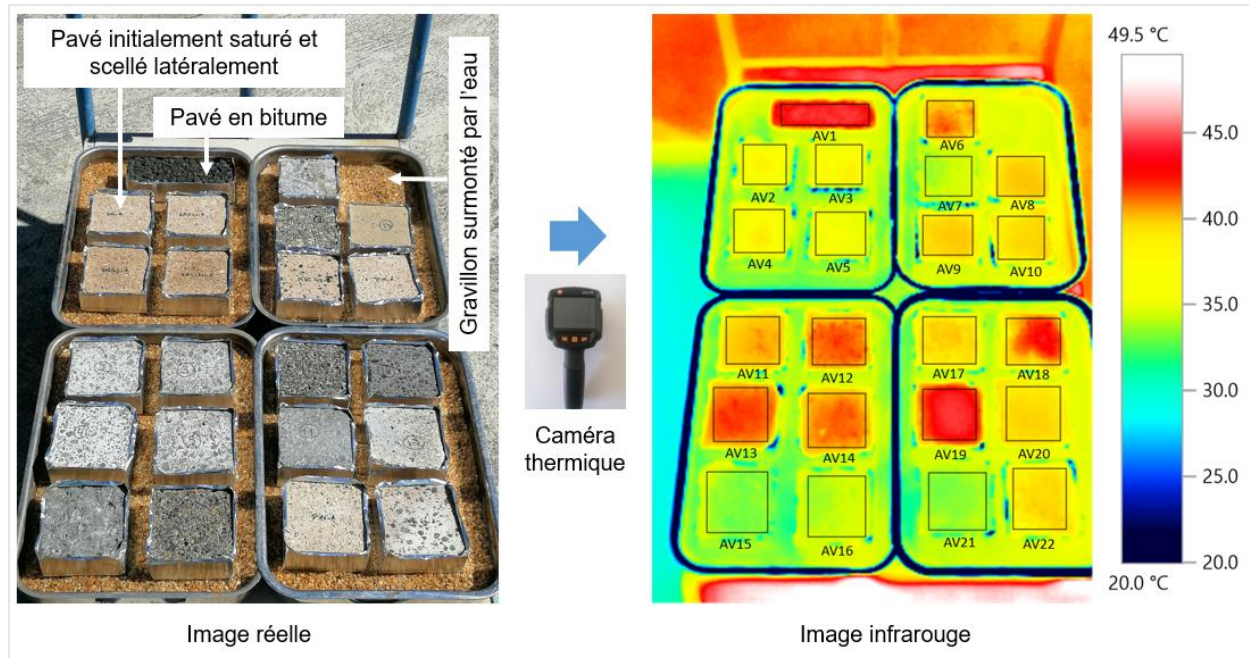 Pavé initialement saturé et
scellé latéralement
Pavé en bitume
Gravillon surmonté par l'eau
Caméra
thermique
Image réelle
49.5 °C
45.0
40.0
35.0
30.0
25.0
20.0
20.0 °C
AV1
AV2
AV3
AV4
AV5
AV6
AV7
AV8
AV9
AV10
AV11
AV12
AV13
AV14
AV15
AV16
AV17
AV18
AV19
AV20
AV21
AV22
Image infrarouge